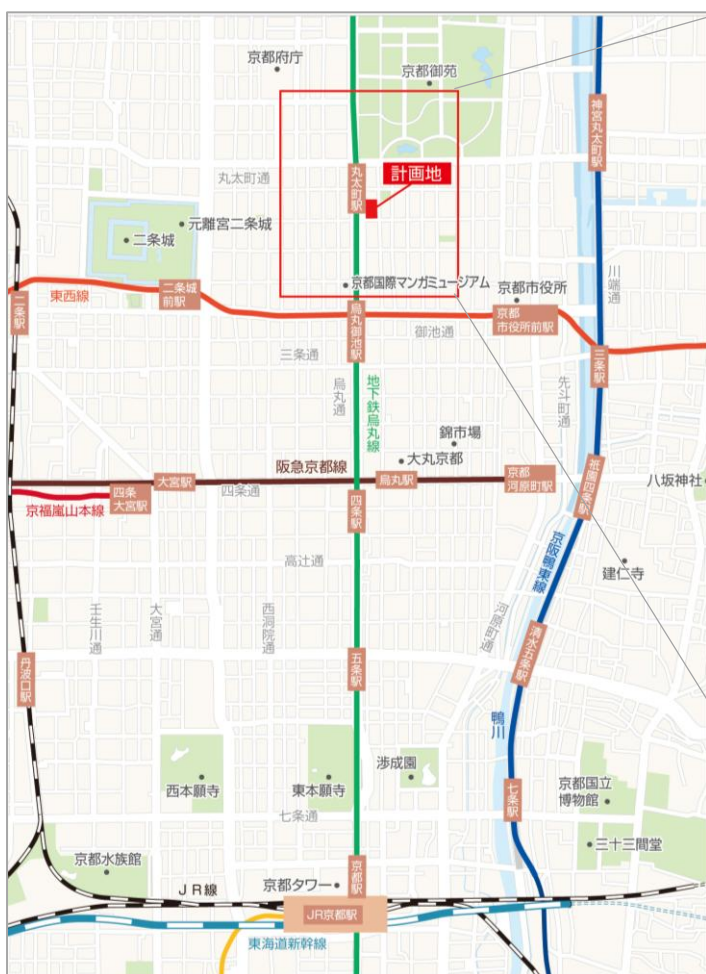 京都府庁
京都御苑
神宮丸太町駅
丸太町通
丸太町駅
計画地
元離宮二条城
二条城
京都国際マンガミュージアム
京都市役所
川端通
東西線
二条城
前駅
二条駅
烏丸御池駅
御池通
京都
市役所前駅
三条通
三条駅
烏丸通
地下鉄烏丸線
先斗町通
錦市場
大丸京都
阪急京都線
大宮駅
四条通
烏丸駅
京都
河原町駅
祇園四条駅
八坂神社
京福嵐山本線
四条
大宮駅
四条駅
高辻通
京阪鴨東線
建仁寺
壬生川通
大宮通
西洞院通
河原町通
清水五条駅
五条駅
丹波口駅
鴨川
西本願寺
東本願寺
渉成園
七条通
七条駅
京都国立
博物館
三十三間堂
京都水族館
JR線
京都タワー
京都駅
JR京都駅
東海道新幹線